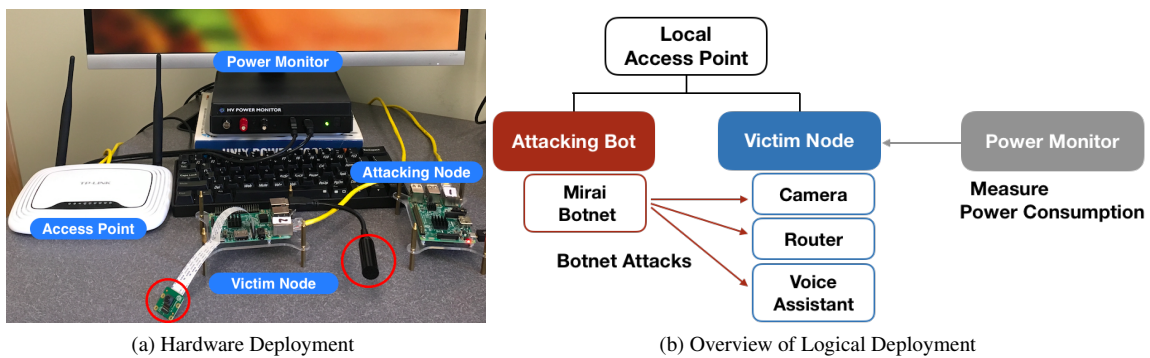 Power Monitor
HV POWER MONITOR
UNIX POWER
TP-LINK
Attacking Node
Access Point
Victim Node
(a) Hardware Deployment
Local
Access Point
Attacking Bot
Victim Node
Power Monitor
Mirai
Botnet
Camera
Router
Voice
Assistant
Botnet Attacks
Measure
Power Consumption
(b) Overview of Logical Deployment